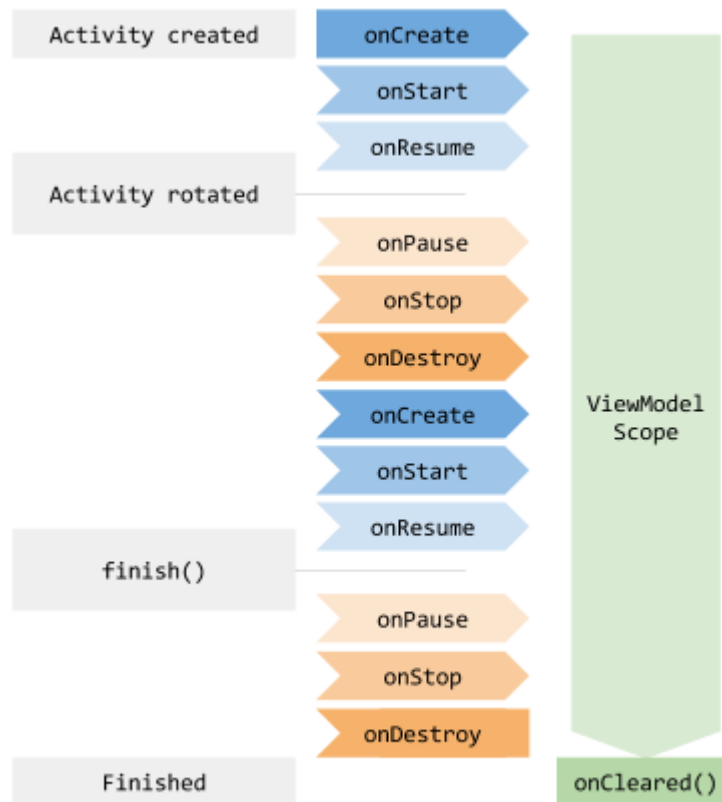 Activity created
onCreate
onStart
onResume
Activity rotated
onPause
onStop
onDestroy
onCreate
onStart
onResume
finish()
onPause
onStop
onDestroy
Finished
ViewModel
Scope
onCleared()